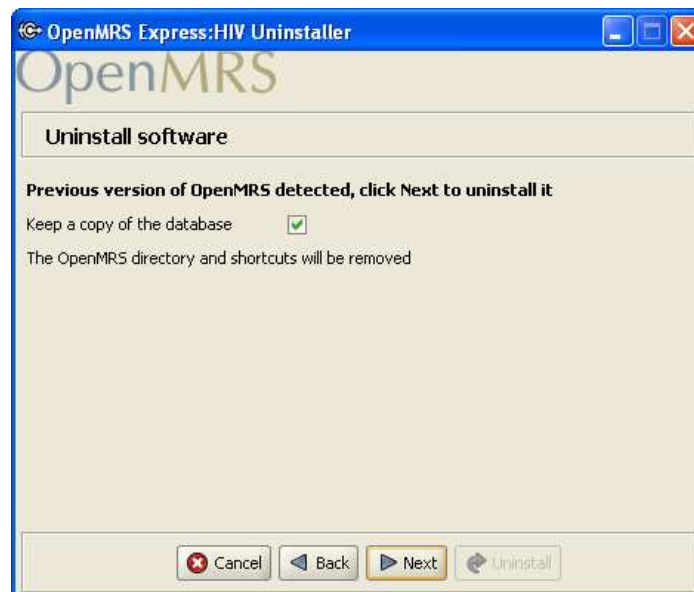 OpenMRS Express:HIV Uninstaller
OpenMRS
Uninstall software
Previous version of OpenMRS detected, click Next to uninstall it
Keep a copy of the database
The OpenMRS directory and shortcuts will be removed
Cancel Back Next Uninstall